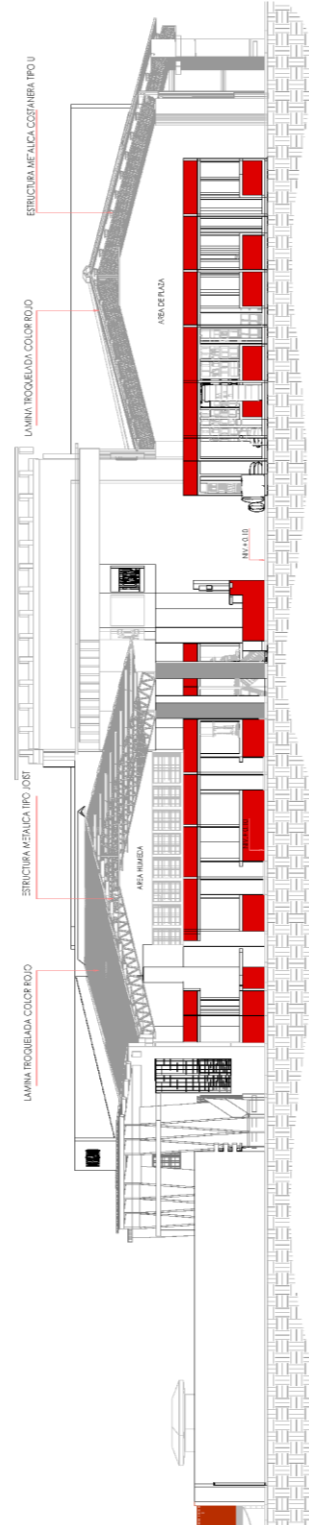 LAMINA TROQUELADA COLOR ROJO
ESTRUCTURA METALICA TIPO JOIST
LAMINA TROQUELADA COLOR ROJO
ESTRUCTURA METALICA COSTANERA TIPO U
AREA HUMEDA
AREA DE PLAZA
NIV.+0.10